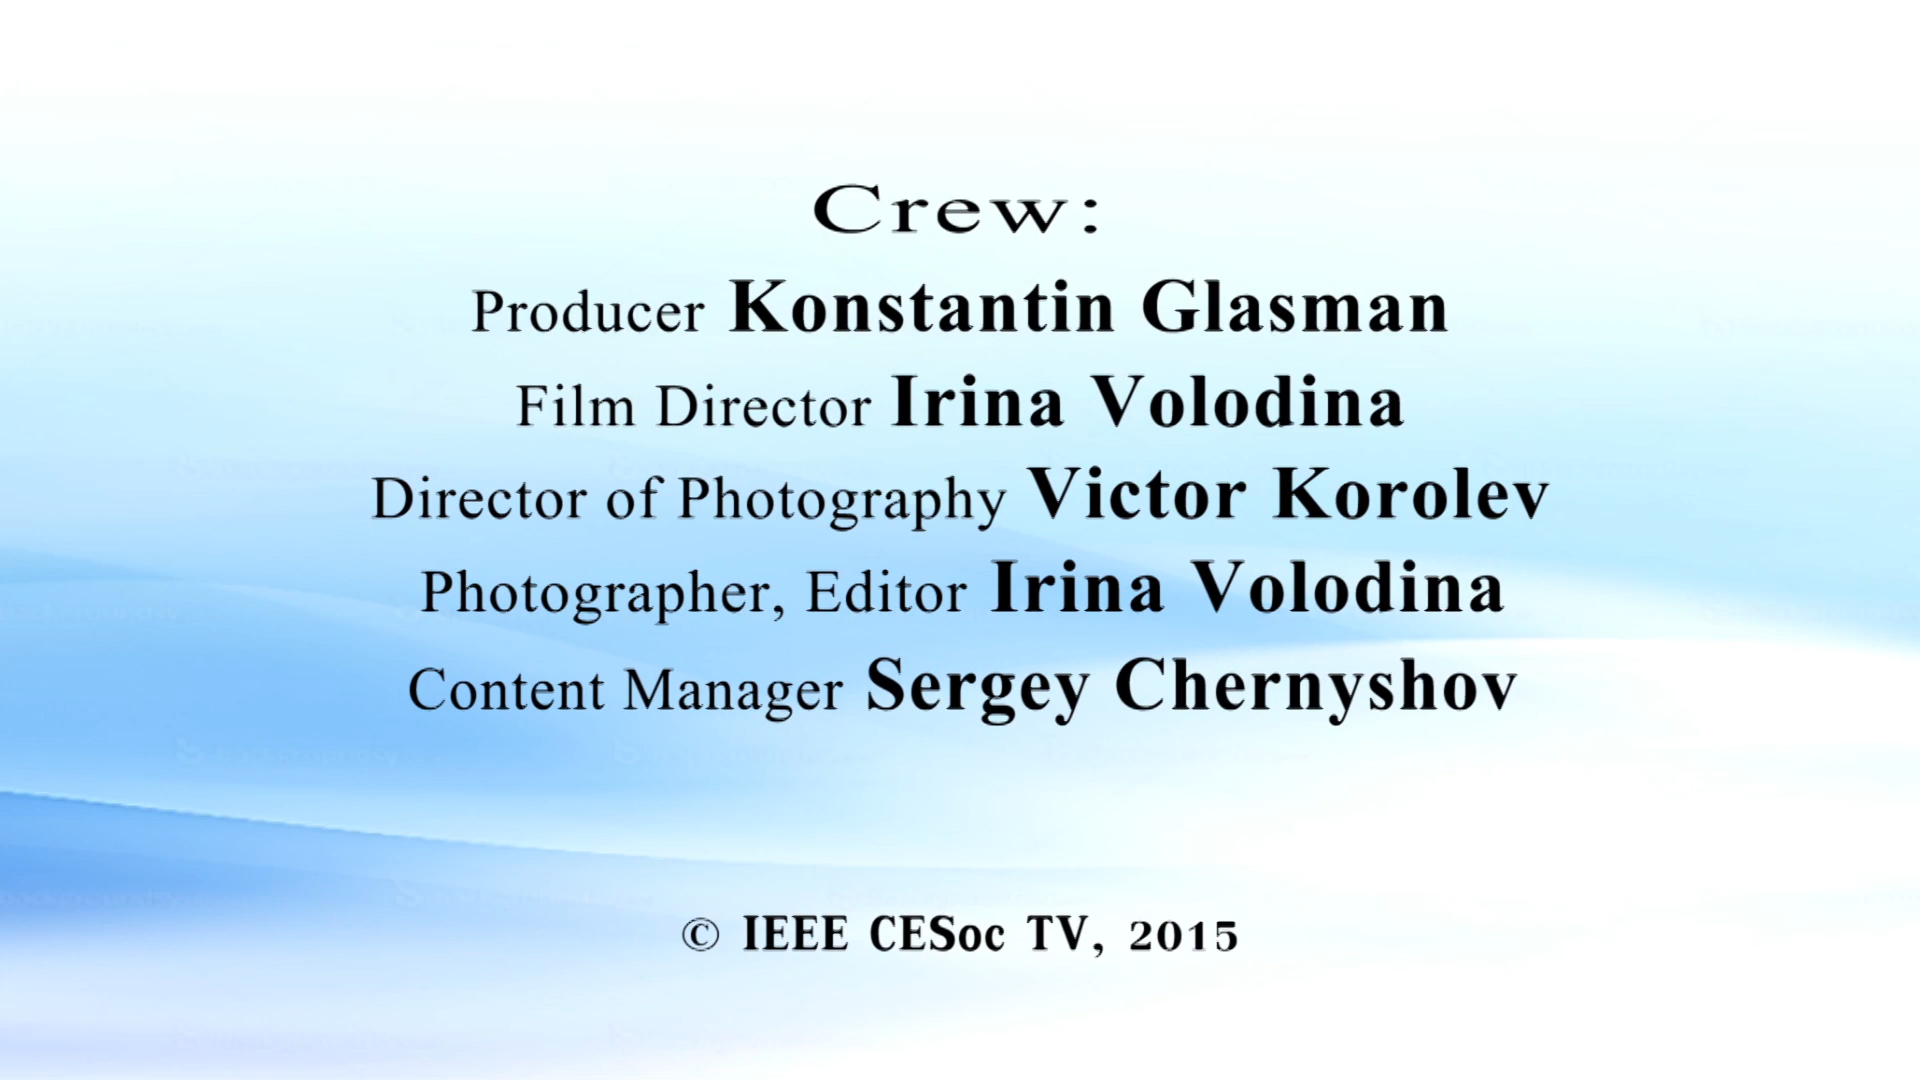 Crew:
Producer Konstantin Glasman
Film Director Irina Volodina
Director of Photography Victor Korolev
Photographer, Editor Irina Volodina
Content Manager Sergey Chernyshov
© IEEE CESoc TV, 2015